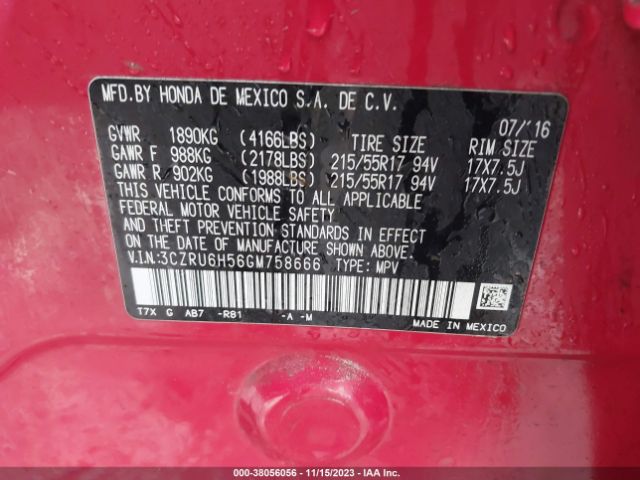 MFD.BY HONDA DE MEXICO S.A. DE C.V.
07/'16
GVWR 1890KG (4166LBS) TIRE SIZE RIM SIZE
GAWR F 988KG (2178LBS) 215/55R17 94V 17X7.5J
GAWR R 902KG (1988LBS) 215/55R17 94V 17X7.5J
THIS VEHICLE CONFORMS TO ALL APPLICABLE
FEDERAL MOTOR VEHICLE SAFETY
AND THEFT PREVENTION STANDARDS IN EFFECT
ON THE DATE OF MANUFACTURE SHOWN ABOVE.
V.I.N:3CZRU6H56GM758666 TYPE: MPV
T7X G AB7 -R81 -A -M
MADE IN MEXICO
000-38056056 - 11/15/2023 - IAA Inc.